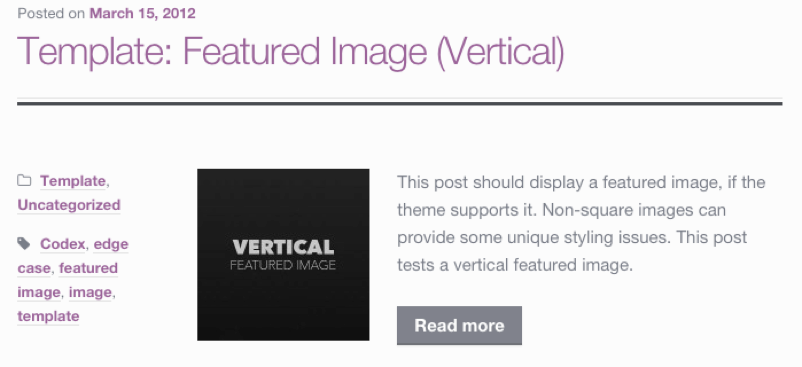 Posted on March 15, 2012
Template: Featured Image (Vertical)
Template,
Uncategorized
Codex, edge
case, featured
image, image,
template
VERTICAL
FEATURED IMAGE
This post should display a featured image, if the
theme supports it. Non-square images can
provide some unique styling issues. This post
tests a vertical featured image.
Read more